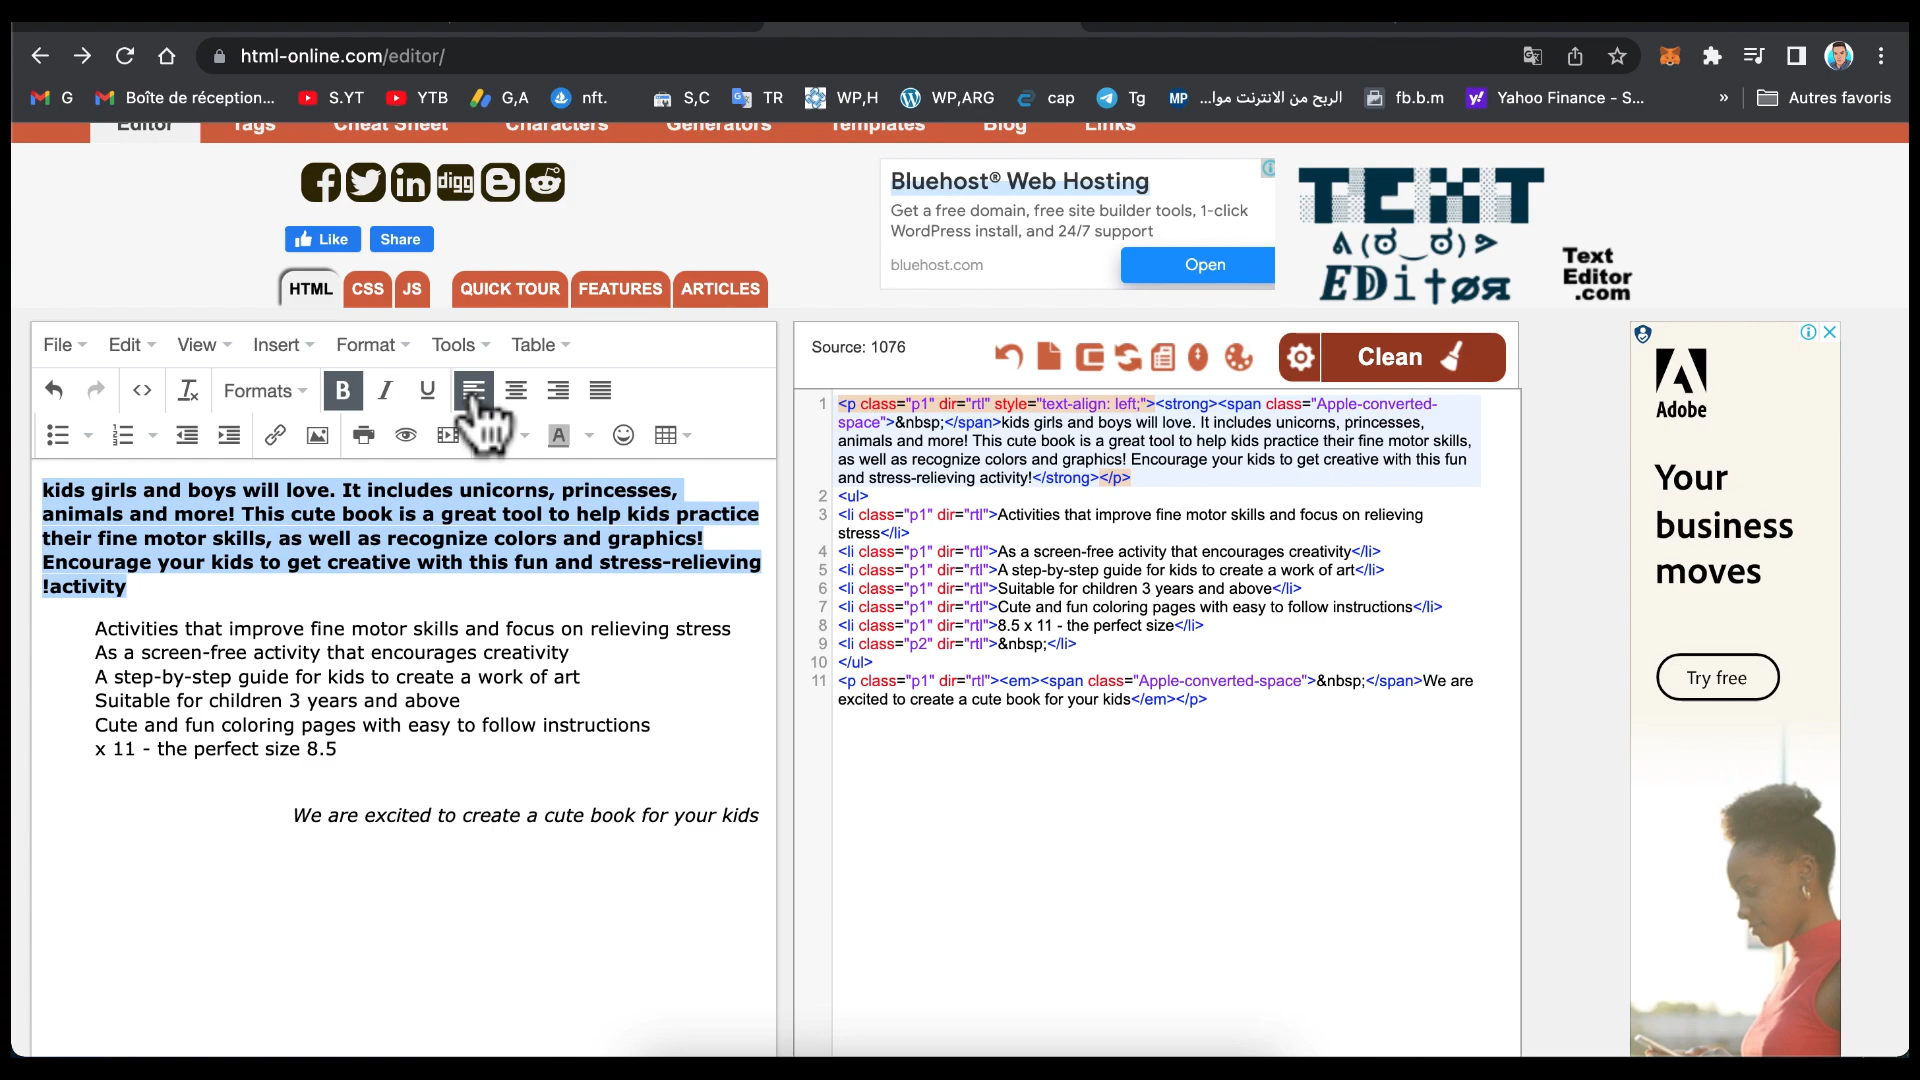 html-online.com/editor/
G
Boîte de réception...
S.YT
YTB
G,A
nft.
S,C
TR
WP,H
WP,ARG
cap
Tg
MP
الربح من الانترنت موا...
fb.b.m
Yahoo Finance - S...
»
Autres favoris
Editor
Tags
Cheat Sheet
Characters
Generators
Templates
Blog
Links
digg
Like
Share
Bluehost® Web Hosting
Get a free domain, free site builder tools, 1-click
WordPress install, and 24/7 support
bluehost.com
Open
TEXT
EDitor
Text
Editor
.com
HTML
CSS
JS
QUICK TOUR
FEATURES
ARTICLES
File
Edit
View
Insert
Format
Tools
Table
Formats
B
I
U
A
kids girls and boys will love. It includes unicorns, princesses,
animals and more! This cute book is a great tool to help kids practice
their fine motor skills, as well as recognize colors and graphics!
Encourage your kids to get creative with this fun and stress-relieving
!activity
Activities that improve fine motor skills and focus on relieving stress
As a screen-free activity that encourages creativity
A step-by-step guide for kids to create a work of art
Suitable for children 3 years and above
Cute and fun coloring pages with easy to follow instructions
x 11 - the perfect size 8.5
We are excited to create a cute book for your kids
Source: 1076
Clean
1 <p class="p1" dir="rtl" style="text-align: left;"><strong><span class="Apple-converted-
space">&nbsp;</span>kids girls and boys will love. It includes unicorns, princesses,
animals and more! This cute book is a great tool to help kids practice their fine motor skills,
as well as recognize colors and graphics! Encourage your kids to get creative with this fun
and stress-relieving activity!</strong></p>
2 <ul>
3 <li class="p1" dir="rtl">Activities that improve fine motor skills and focus on relieving
stress</li>
4 <li class="p1" dir="rtl">As a screen-free activity that encourages creativity</li>
5 <li class="p1" dir="rtl">A step-by-step guide for kids to create a work of art</li>
6 <li class="p1" dir="rtl">Suitable for children 3 years and above</li>
7 <li class="p1" dir="rtl">Cute and fun coloring pages with easy to follow instructions</li>
8 <li class="p1" dir="rtl">8.5 x 11 - the perfect size</li>
9 <li class="p2" dir="rtl">&nbsp;</li>
10 </ul>
11 <p class="p1" dir="rtl"><em><span class="Apple-converted-space">&nbsp;</span>We are
excited to create a cute book for your kids</em></p>
Adobe
Your
business
moves
Try free